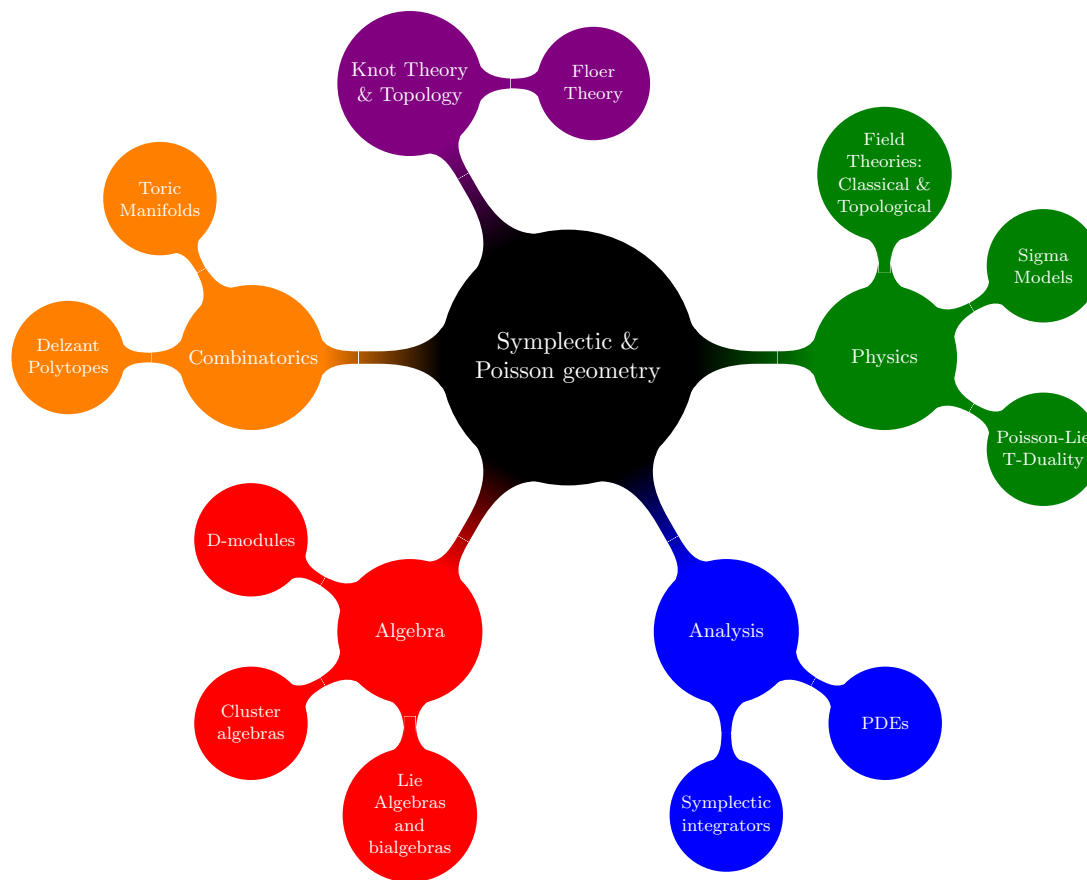 Knot Theory
& Topology
Floer
Theory
Field
Theories:
Classical &
Topological
Toric
Manifolds
Sigma
Models
Delzant
Polytopes
Combinatorics
Symplectic &
Poisson geometry
Physics
Poisson-Lie
T-Duality
D-modules
Algebra
Analysis
Cluster
algebras
PDEs
Lie
Algebras
and
bialgebras
Symplectic
integrators